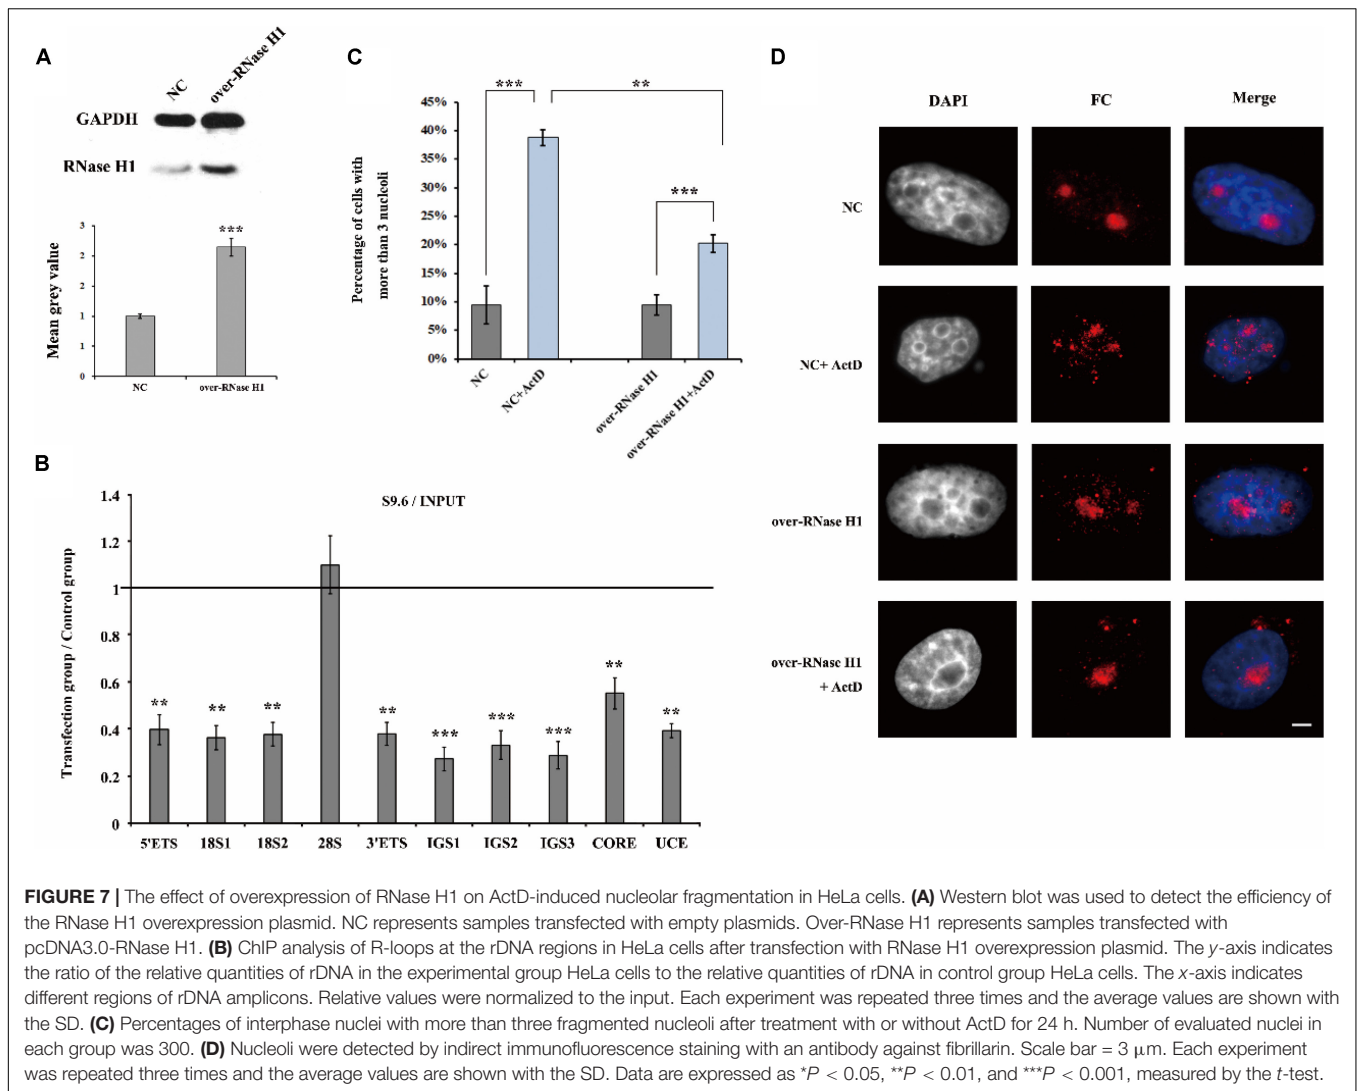 A
NC
over-RNase H1
GAPDH
RNase H1
Mean grey value
3
2
2
1
1
0
***
NC
over-RNase H1
C
Percentage of cells with
more than 3 nuclcoli
45%
40%
35%
30%
25%
20%
15%
10%
5%
0%
***
**
***
NC
NC+ActD
over-RNase H1
over-RNase H1+ActD
D
DAPI
FC
Merge
NC
NC+ ActD
over-RNase H1
over-RNase H1
+ ActD
B
S9.6 / INPUT
Transfection group / Control group
1.4
1.2
1
0.8
0.6
0.4
0.2
0
**
**
**
**
***
***
***
**
**
5'ETS
18S1
18S2
28S
3'ETS
IGS1
IGS2
IGS3
CORE
UCE
FIGURE 7 | The effect of overexpression of RNase H1 on ActD-induced nucleolar fragmentation in HeLa cells. (A) Western blot was used to detect the efficiency of
the RNase H1 overexpression plasmid. NC represents samples transfected with empty plasmids. Over-RNase H1 represents samples transfected with
pcDNA3.0-RNase H1. (B) ChIP analysis of R-loops at the rDNA regions in HeLa cells after transfection with RNase H1 overexpression plasmid. The y-axis indicates
the ratio of the relative quantities of rDNA in the experimental group HeLa cells to the relative quantities of rDNA in control group HeLa cells. The x-axis indicates
different regions of rDNA amplicons. Relative values were normalized to the input. Each experiment was repeated three times and the average values are shown with
the SD. (C) Percentages of interphase nuclei with more than three fragmented nucleoli after treatment with or without ActD for 24 h. Number of evaluated nuclei in
each group was 300. (D) Nucleoli were detected by indirect immunofluorescence staining with an antibody against fibrillarin. Scale bar = 3 μm. Each experiment
was repeated three times and the average values are shown with the SD. Data are expressed as *P < 0.05, **P < 0.01, and ***P < 0.001, measured by the t-test.